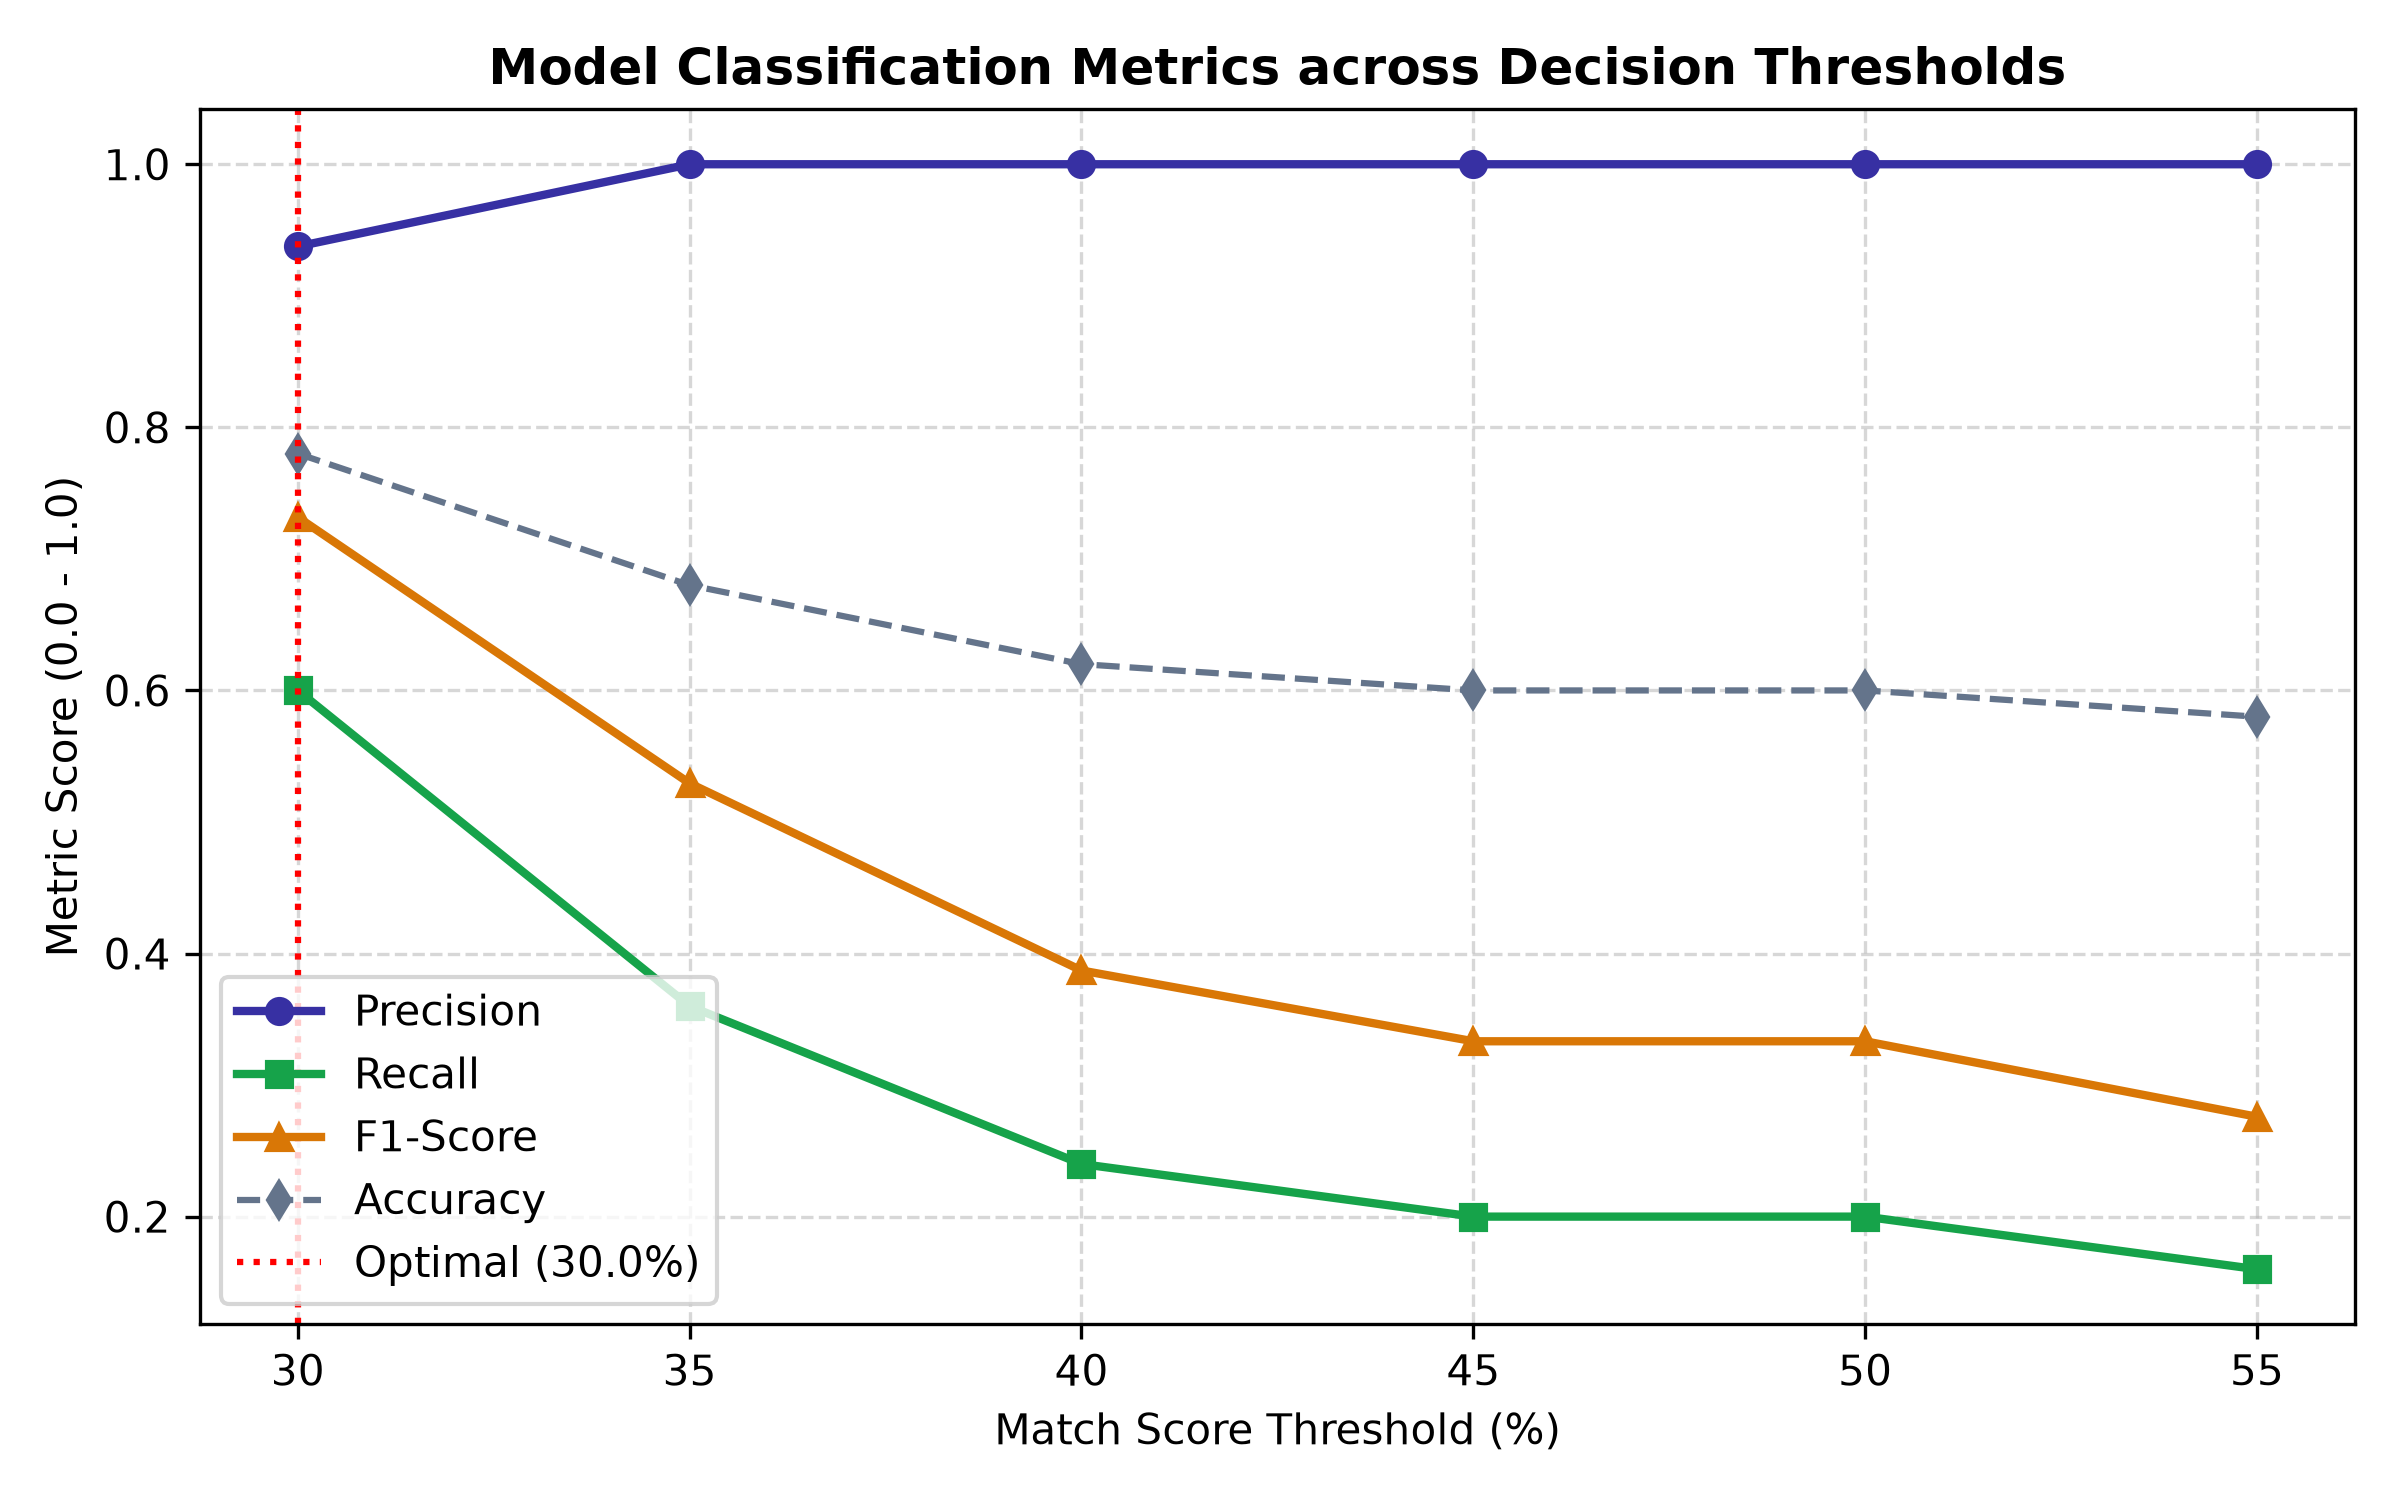 Model Classification Metrics across Decision Thresholds
Metric Score (0.0 - 1.0)
1.0
0.8
0.6
0.4
0.2
Precision
Recall
F1-Score
Accuracy
Optimal (30.0%)
30 35 40 45 50 55
Match Score Threshold (%)